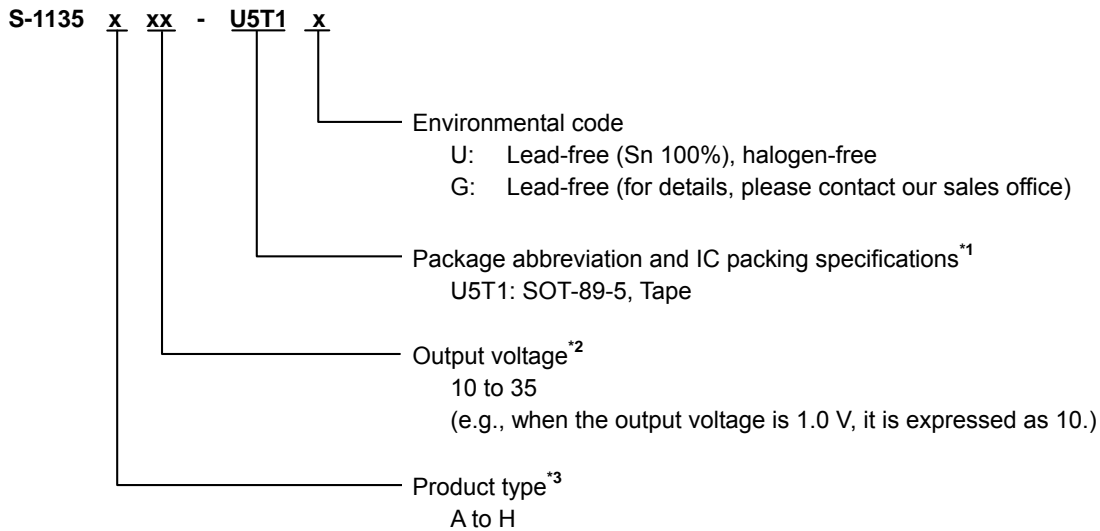 S-1135 x xx - U5T1 x
Environmental code
U: Lead-free (Sn 100%), halogen-free
G: Lead-free (for details, please contact our sales office)
Package abbreviation and IC packing specifications*1
U5T1: SOT-89-5, Tape
Output voltage*2
10 to 35
(e.g., when the output voltage is 1.0 V, it is expressed as 10.)
Product type*3
A to H